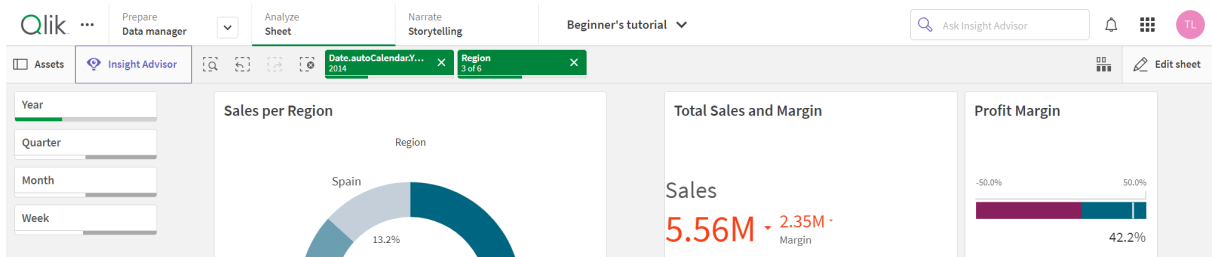 Qlik
Prepare
Data manager
Analyze
Sheet
Narrate
Storytelling
Beginner's tutorial
Ask Insight Advisor
TL
Assets
Insight Advisor
Date.autoCalendar.Y...
2014
Region
3 of 6
Edit sheet
Year
Quarter
Month
Week
Sales per Region
Region
Spain
13.2%
Total Sales and Margin
Sales
5.56M
2.35M
Margin
Profit Margin
-50.0%
50.0%
42.2%